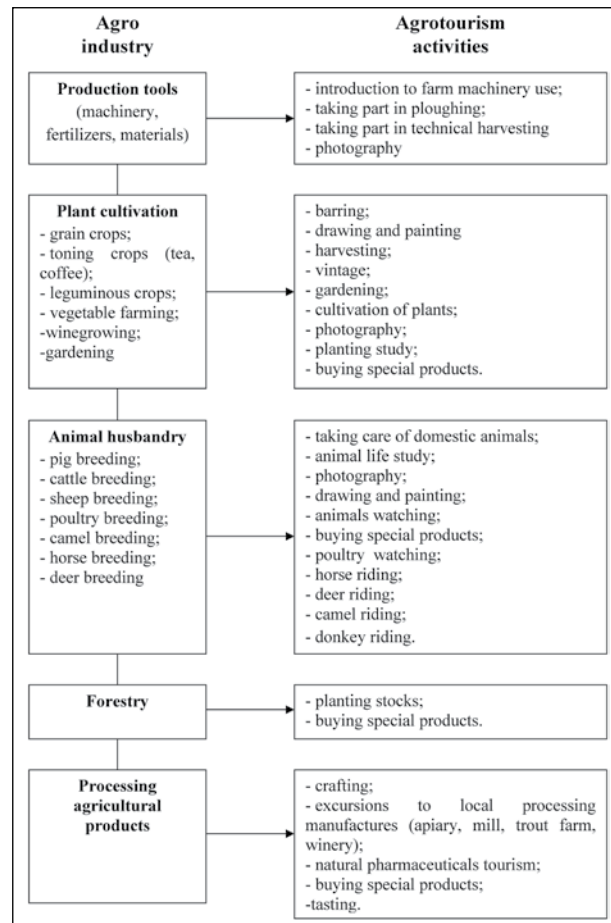 Agro
industry
Agrotourism
activities
Production tools
(machinery,
fertilizers, materials)
- introduction to farm machinery use;
- taking part in ploughing;
- taking part in technical harvesting
- photography
Plant cultivation
- grain crops;
- toning crops (tea,
coffee);
- leguminous crops;
- vegetable farming;
-winegrowing;
-gardening
- barring;
- drawing and painting
- harvesting;
- vintage;
- gardening;
- cultivation of plants;
- photography;
- planting study;
- buying special products.
Animal husbandry
- pig breeding;
- cattle breeding;
- sheep breeding;
- poultry breeding;
- camel breeding;
- horse breeding;
- deer breeding
- taking care of domestic animals;
- animal life study;
- photography;
- drawing and painting;
- animals watching;
- buying special products;
- poultry watching;
- horse riding;
- deer riding;
- camel riding;
- donkey riding.
Forestry
- planting stocks;
- buying special products.
Processing
agricultural
products
- crafting;
- excursions to local processing
manufactures (apiary, mill, trout farm,
winery);
- natural pharmaceuticals tourism;
- buying special products;
-tasting.